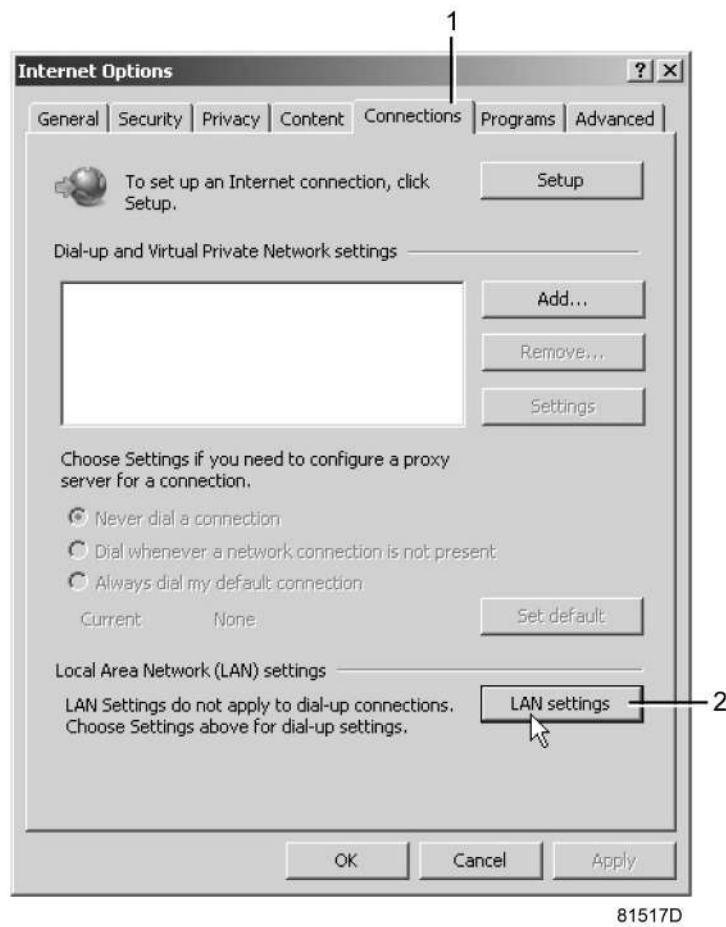 1
Internet Options
? X
General Security Privacy Content Connections Programs Advanced
To set up an Internet connection, click
Setup.
Setup
Dial-up and Virtual Private Network settings
Add...
Remove...
Settings
Choose Settings if you need to configure a proxy
server for a connection.
Never dial a connection
Dial whenever a network connection is not present
Always dial my default connection
Current None
Set default
Local Area Network (LAN) settings
LAN Settings do not apply to dial-up connections.
Choose Settings above for dial-up settings.
LAN settings
2
OK Cancel Apply
81517D